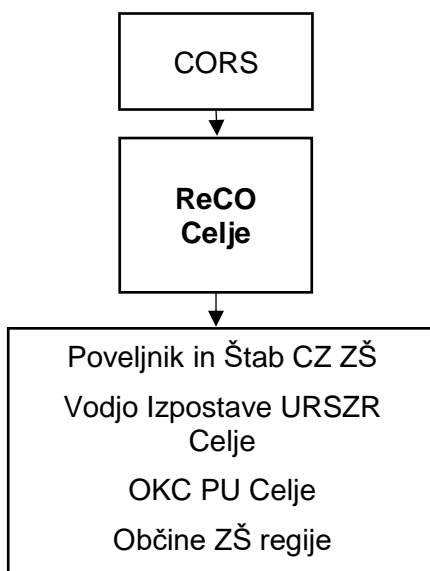 CORS
ReCO
Celje
Poveljnik in Štab CZ ZŠ
Vodjo Izpostave URSZR
Celje
OKC PU Celje
Občine ZŠ regije